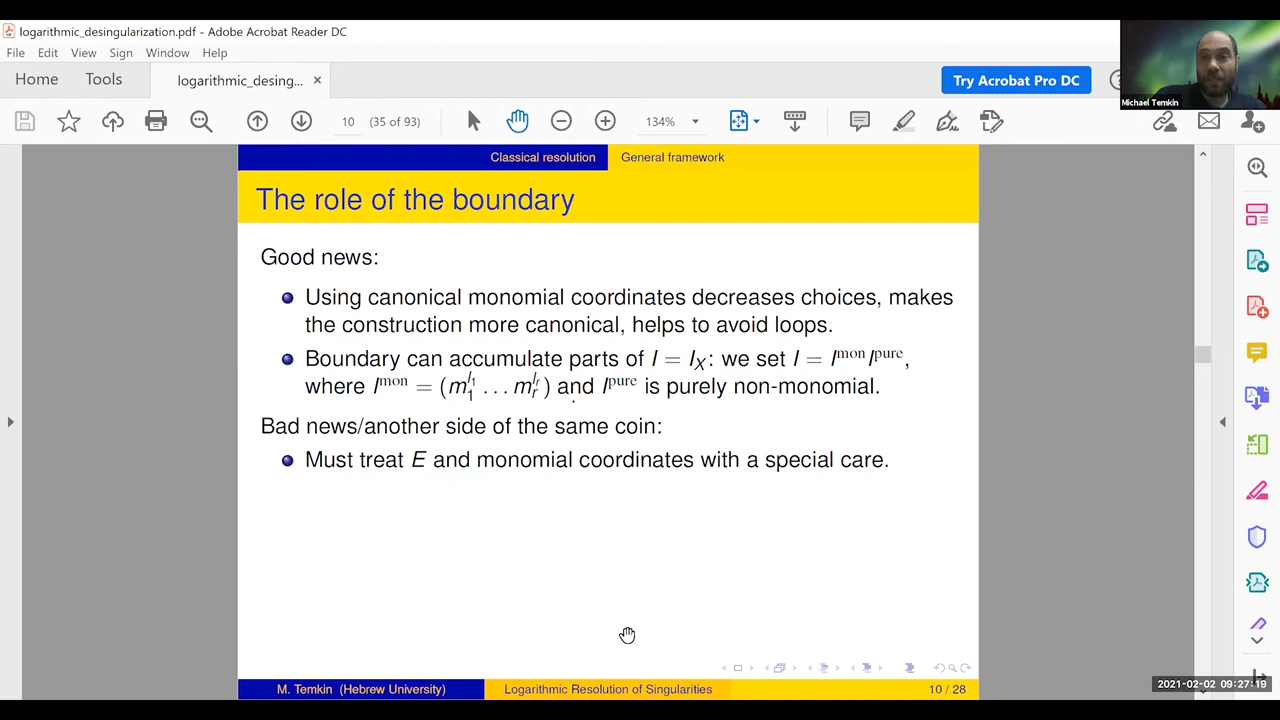 logarithmic_desingularization.pdf - Adobe Acrobat Reader DC
File Edit View Sign Window Help
Home Tools logarithmic_desing... × Try Acrobat Pro DC
Michael Temkin
10 (35 of 93) 134%
Classical resolution General framework
The role of the boundary
Good news:
Using canonical monomial coordinates decreases choices, makes
the construction more canonical, helps to avoid loops.
Boundary can accumulate parts of I = I_X: we set I = I^mon I^pure,
where I^mon = (m_1^{l_1} … m_r^{l_r}) and I^pure is purely non-monomial.
Bad news/another side of the same coin:
Must treat E and monomial coordinates with a special care.
M. Temkin (Hebrew University) Logarithmic Resolution of Singularities 10 / 28
2021-02-02 09:27:19